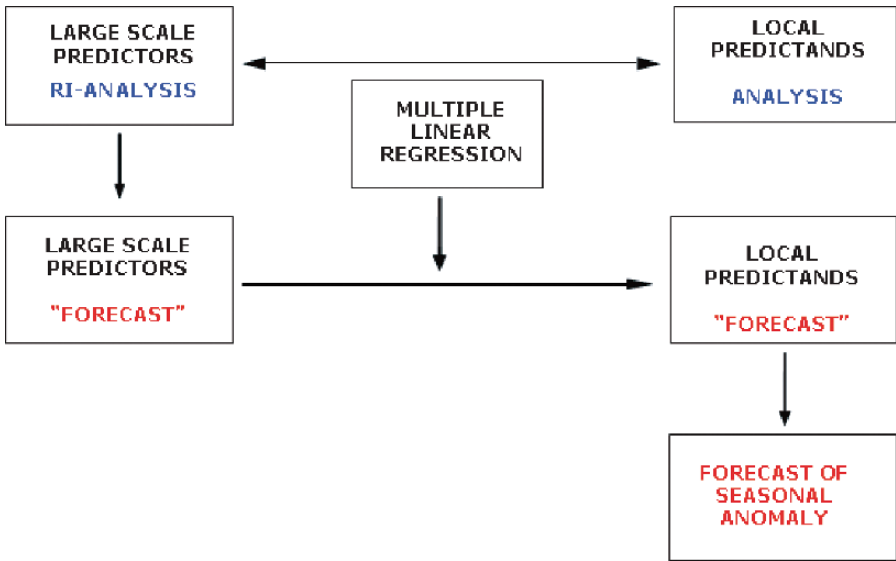 LARGE SCALE
PREDICTORS
RI-ANALYSIS
LOCAL
PREDICTANDS
ANALYSIS
MULTIPLE
LINEAR
REGRESSION
LARGE SCALE
PREDICTORS
"FORECAST"
LOCAL
PREDICTANDS
"FORECAST"
FORECAST OF
SEASONAL
ANOMALY